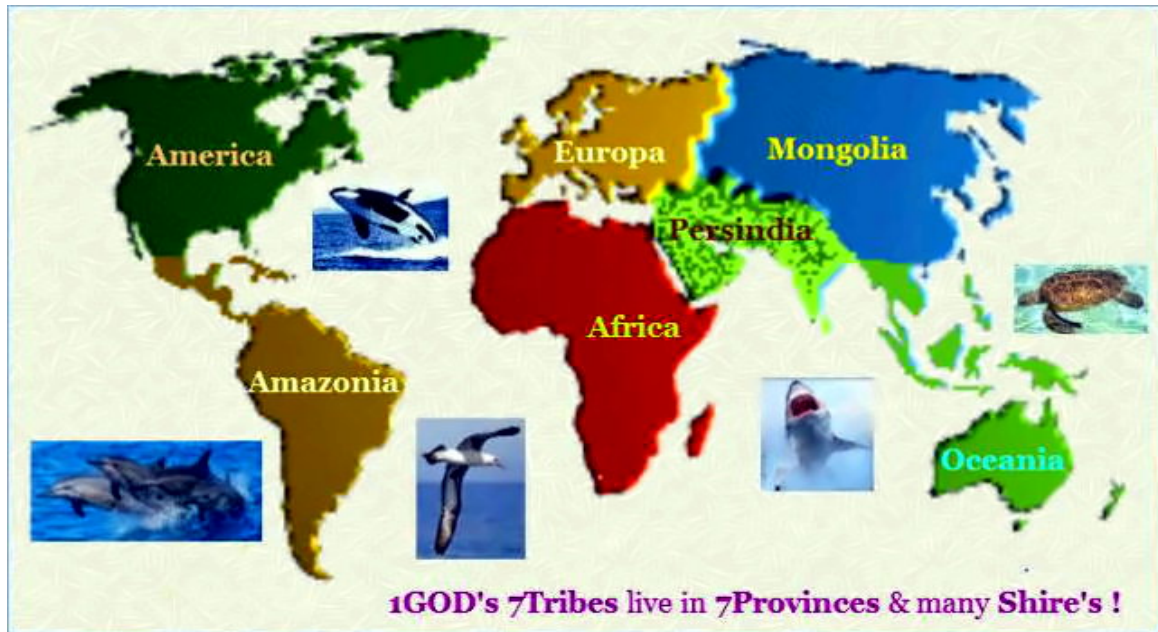 America
Europa
Mongolia
Persindia
Africa
Amazonia
Oceania
1GOD's 7Tribes live in 7Provinces & many Shire's !